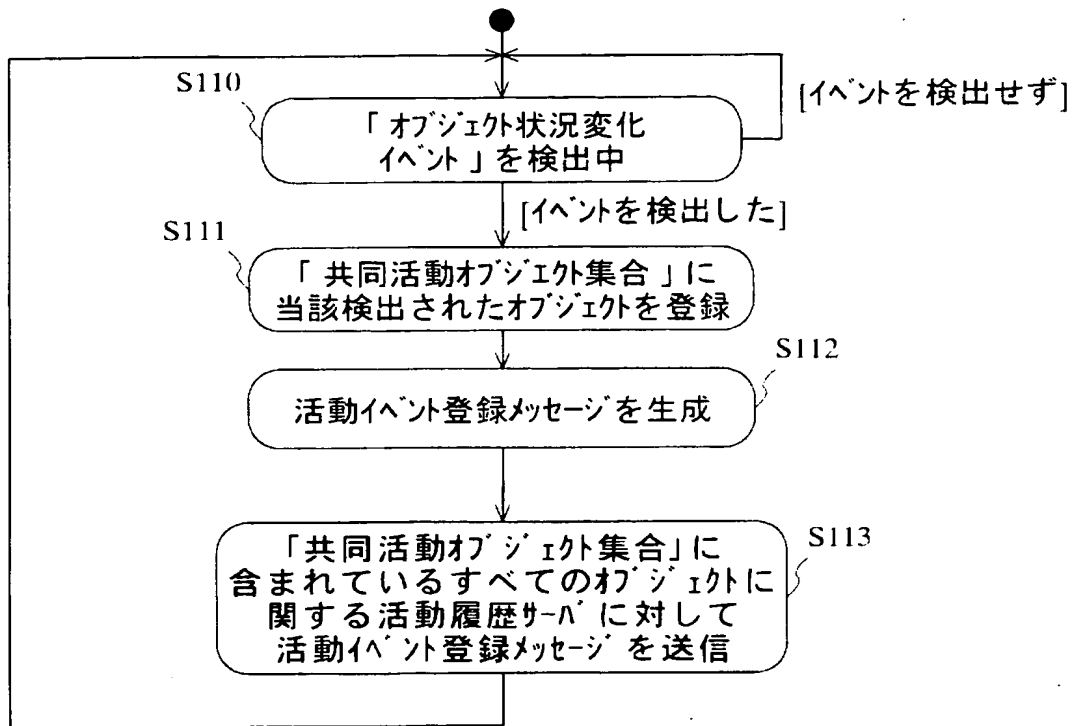 S110
[イベントを検出せず]
「オブジェクト状況変化
イベント」を検出中
[イベントを検出した]
S111
「共同活動オブジェクト集合」に
当該検出されたオブジェクトを登録
S112
活動イベント登録メッセージを生成
S113
「共同活動オブジェクト集合」に
含まれているすべてのオブジェクトに
関する活動履歴サーバに対して
活動イベント登録メッセージを送信